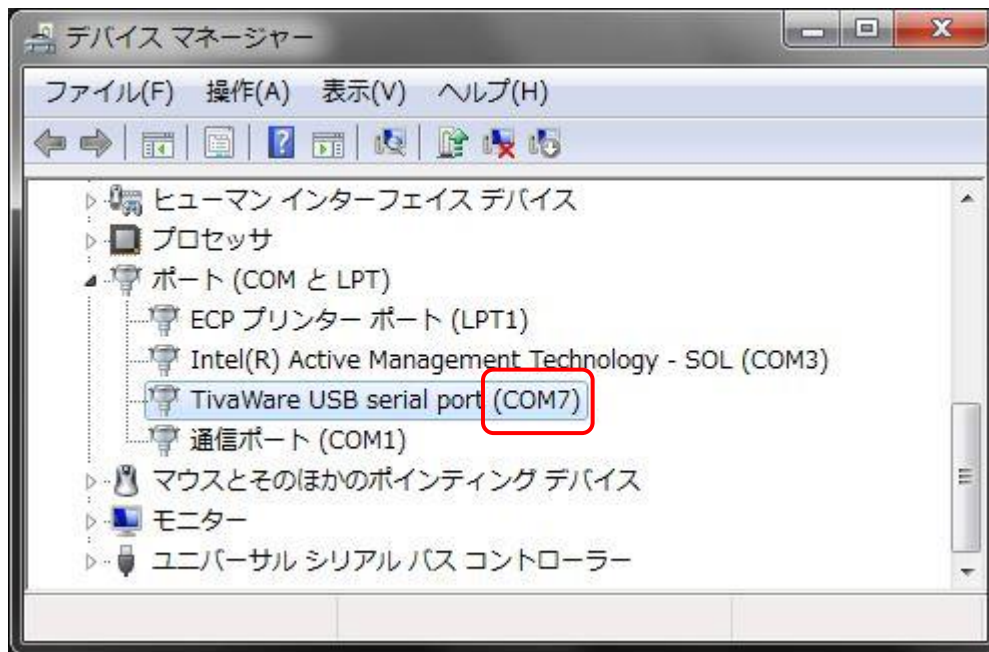 デバイス マネージャー
ファイル(F) 操作(A) 表示(V) ヘルプ(H)
ヒューマン インターフェイス デバイス
プロセッサ
ポート (COM と LPT)
ECP プリンター ポート (LPT1)
Intel(R) Active Management Technology - SOL (COM3)
TivaWare USB serial port (COM7)
通信ポート (COM1)
マウスとそのほかのポインティング デバイス
モニター
ユニバーサル シリアル バス コントローラー